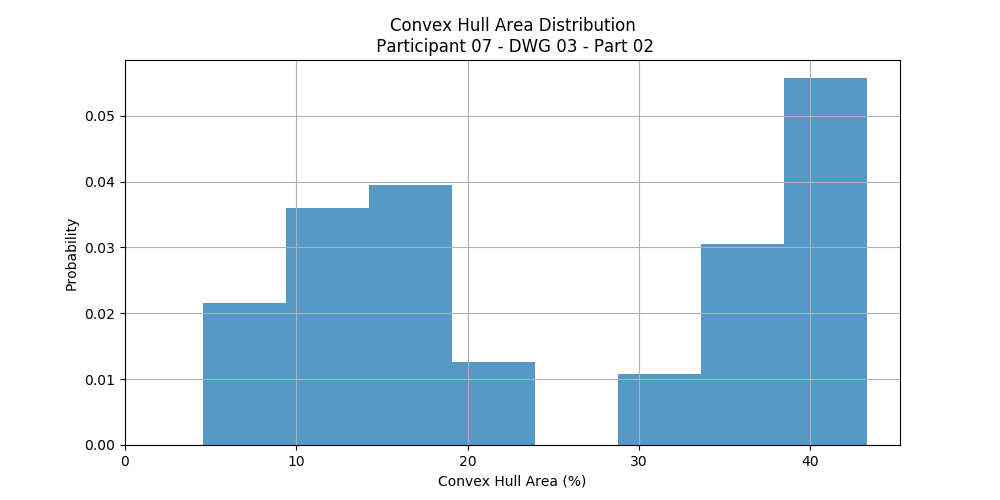 Convex Hull Area Distribution
Participant 07 - DWG 03 - Part 02
0.05
0.04
0.03
0.02
0.01
0.00
Probability
0 10 20 30 40
Convex Hull Area (%)